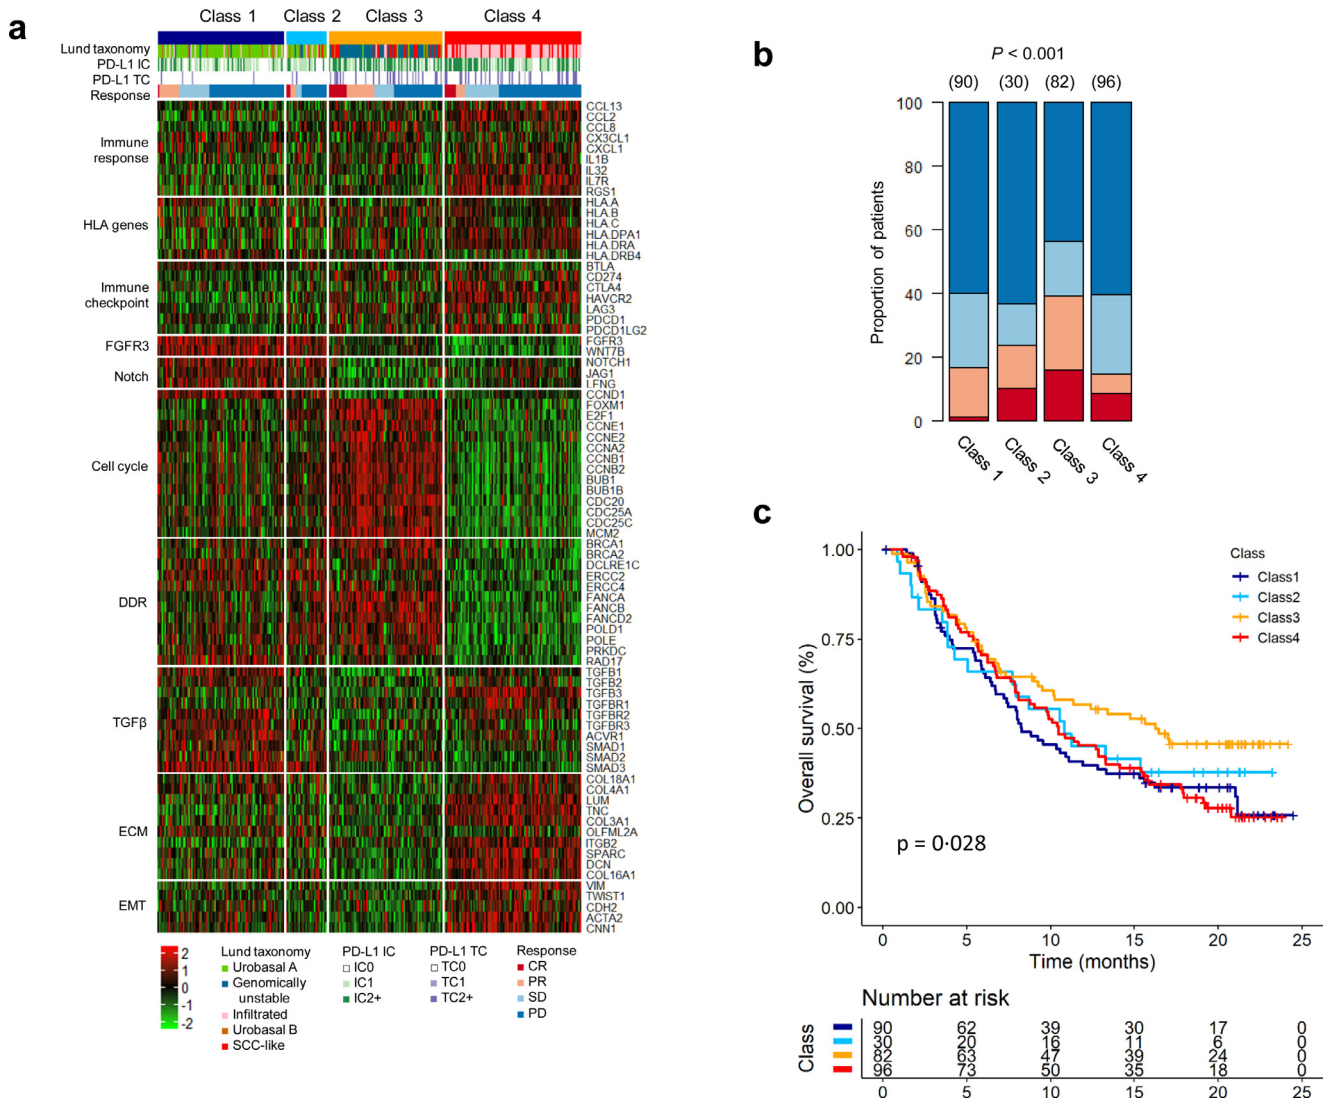 a
Class 1
Class 2
Class 3
Class 4
Lund taxonomy
PD-L1 IC
PD-L1 TC
Response
Immune
response
CCL13
CCL2
CCL8
CX3CL1
CXCL1
IL1B
IL32
IL7R
RGS1
HLA genes
HLA.A
HLA.B
HLA.C
HLA.DPA1
HLA.DRA
HLA.DRB4
Immune
checkpoint
BTLA
CD274
CTLA4
HAVCR2
LAG3
PDCD1
PDCD1LG2
FGFR3
FGFR3
WNT7B
Notch
NOTCH1
JAG1
LFNG
Cell cycle
CCND1
FOXM1
E2F1
CCNE1
CCNE2
CCNA2
CCNB1
CCNB2
BUB1
BUB1B
CDC20
CDC25A
CDC25C
MCM2
DDR
BRCA1
BRCA2
DCLRE1C
ERCC2
ERCC4
FANCA
FANCB
FANCD2
POLD1
POLE
PRKDC
RAD17
TGFβ
TGFB1
TGFB2
TGFB3
TGFBR1
TGFBR2
TGFBR3
ACVR1
SMAD1
SMAD2
SMAD3
ECM
COL18A1
COL4A1
LUM
TNC
COL3A1
OLFML2A
ITGB2
SPARC
DCN
COL16A1
EMT
VIM
TWIST1
CDH2
ACTA2
CNN1
2
1
0
-1
-2
Lund taxonomy
Urobasal A
Genomically
unstable
Infiltrated
Urobasal B
SCC-like
PD-L1 IC
IC0
IC1
IC2+
PD-L1 TC
TC0
TC1
TC2+
Response
CR
PR
SD
PD
b
P < 0.001
(90) (30) (82) (96)
Proportion of patients
100
80
60
40
20
0
Class 1
Class 2
Class 3
Class 4
c
Overall survival (%)
1.00
0.75
0.50
0.25
0.00
p = 0·028
Class
Class1
Class2
Class3
Class4
0 5 10 15 20 25
Time (months)
Number at risk
Class
90 62 39 30 17 0
30 20 16 11 6 0
82 63 47 39 24 0
96 73 50 35 18 0
0 5 10 15 20 25